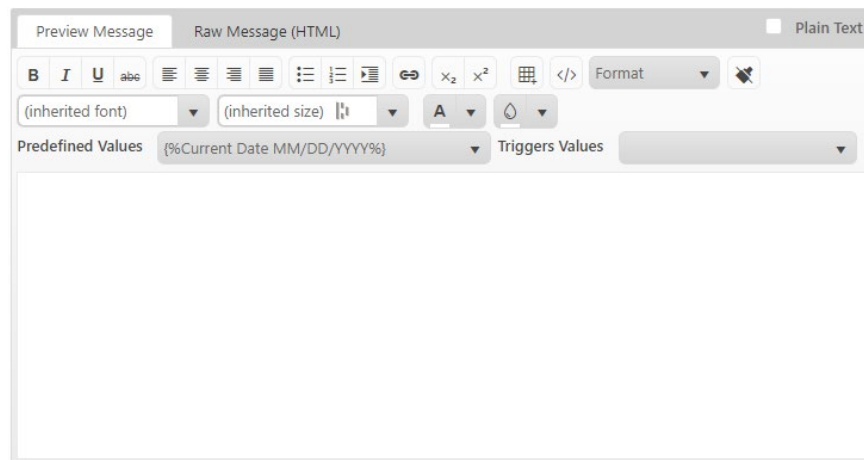 Preview Message Raw Message (HTML) Plain Text
B I U abc x₂ x² </> Format
(inherited font) (inherited size) A
Predefined Values {%Current Date MM/DD/YYYY%} Triggers Values